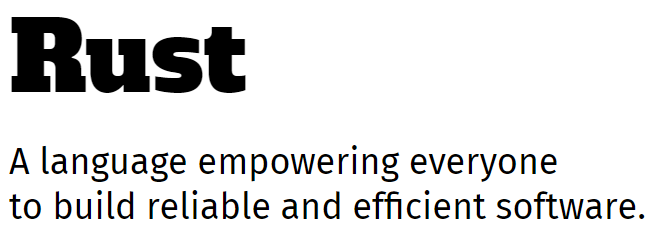 Rust
A language empowering everyone
to build reliable and efficient software.